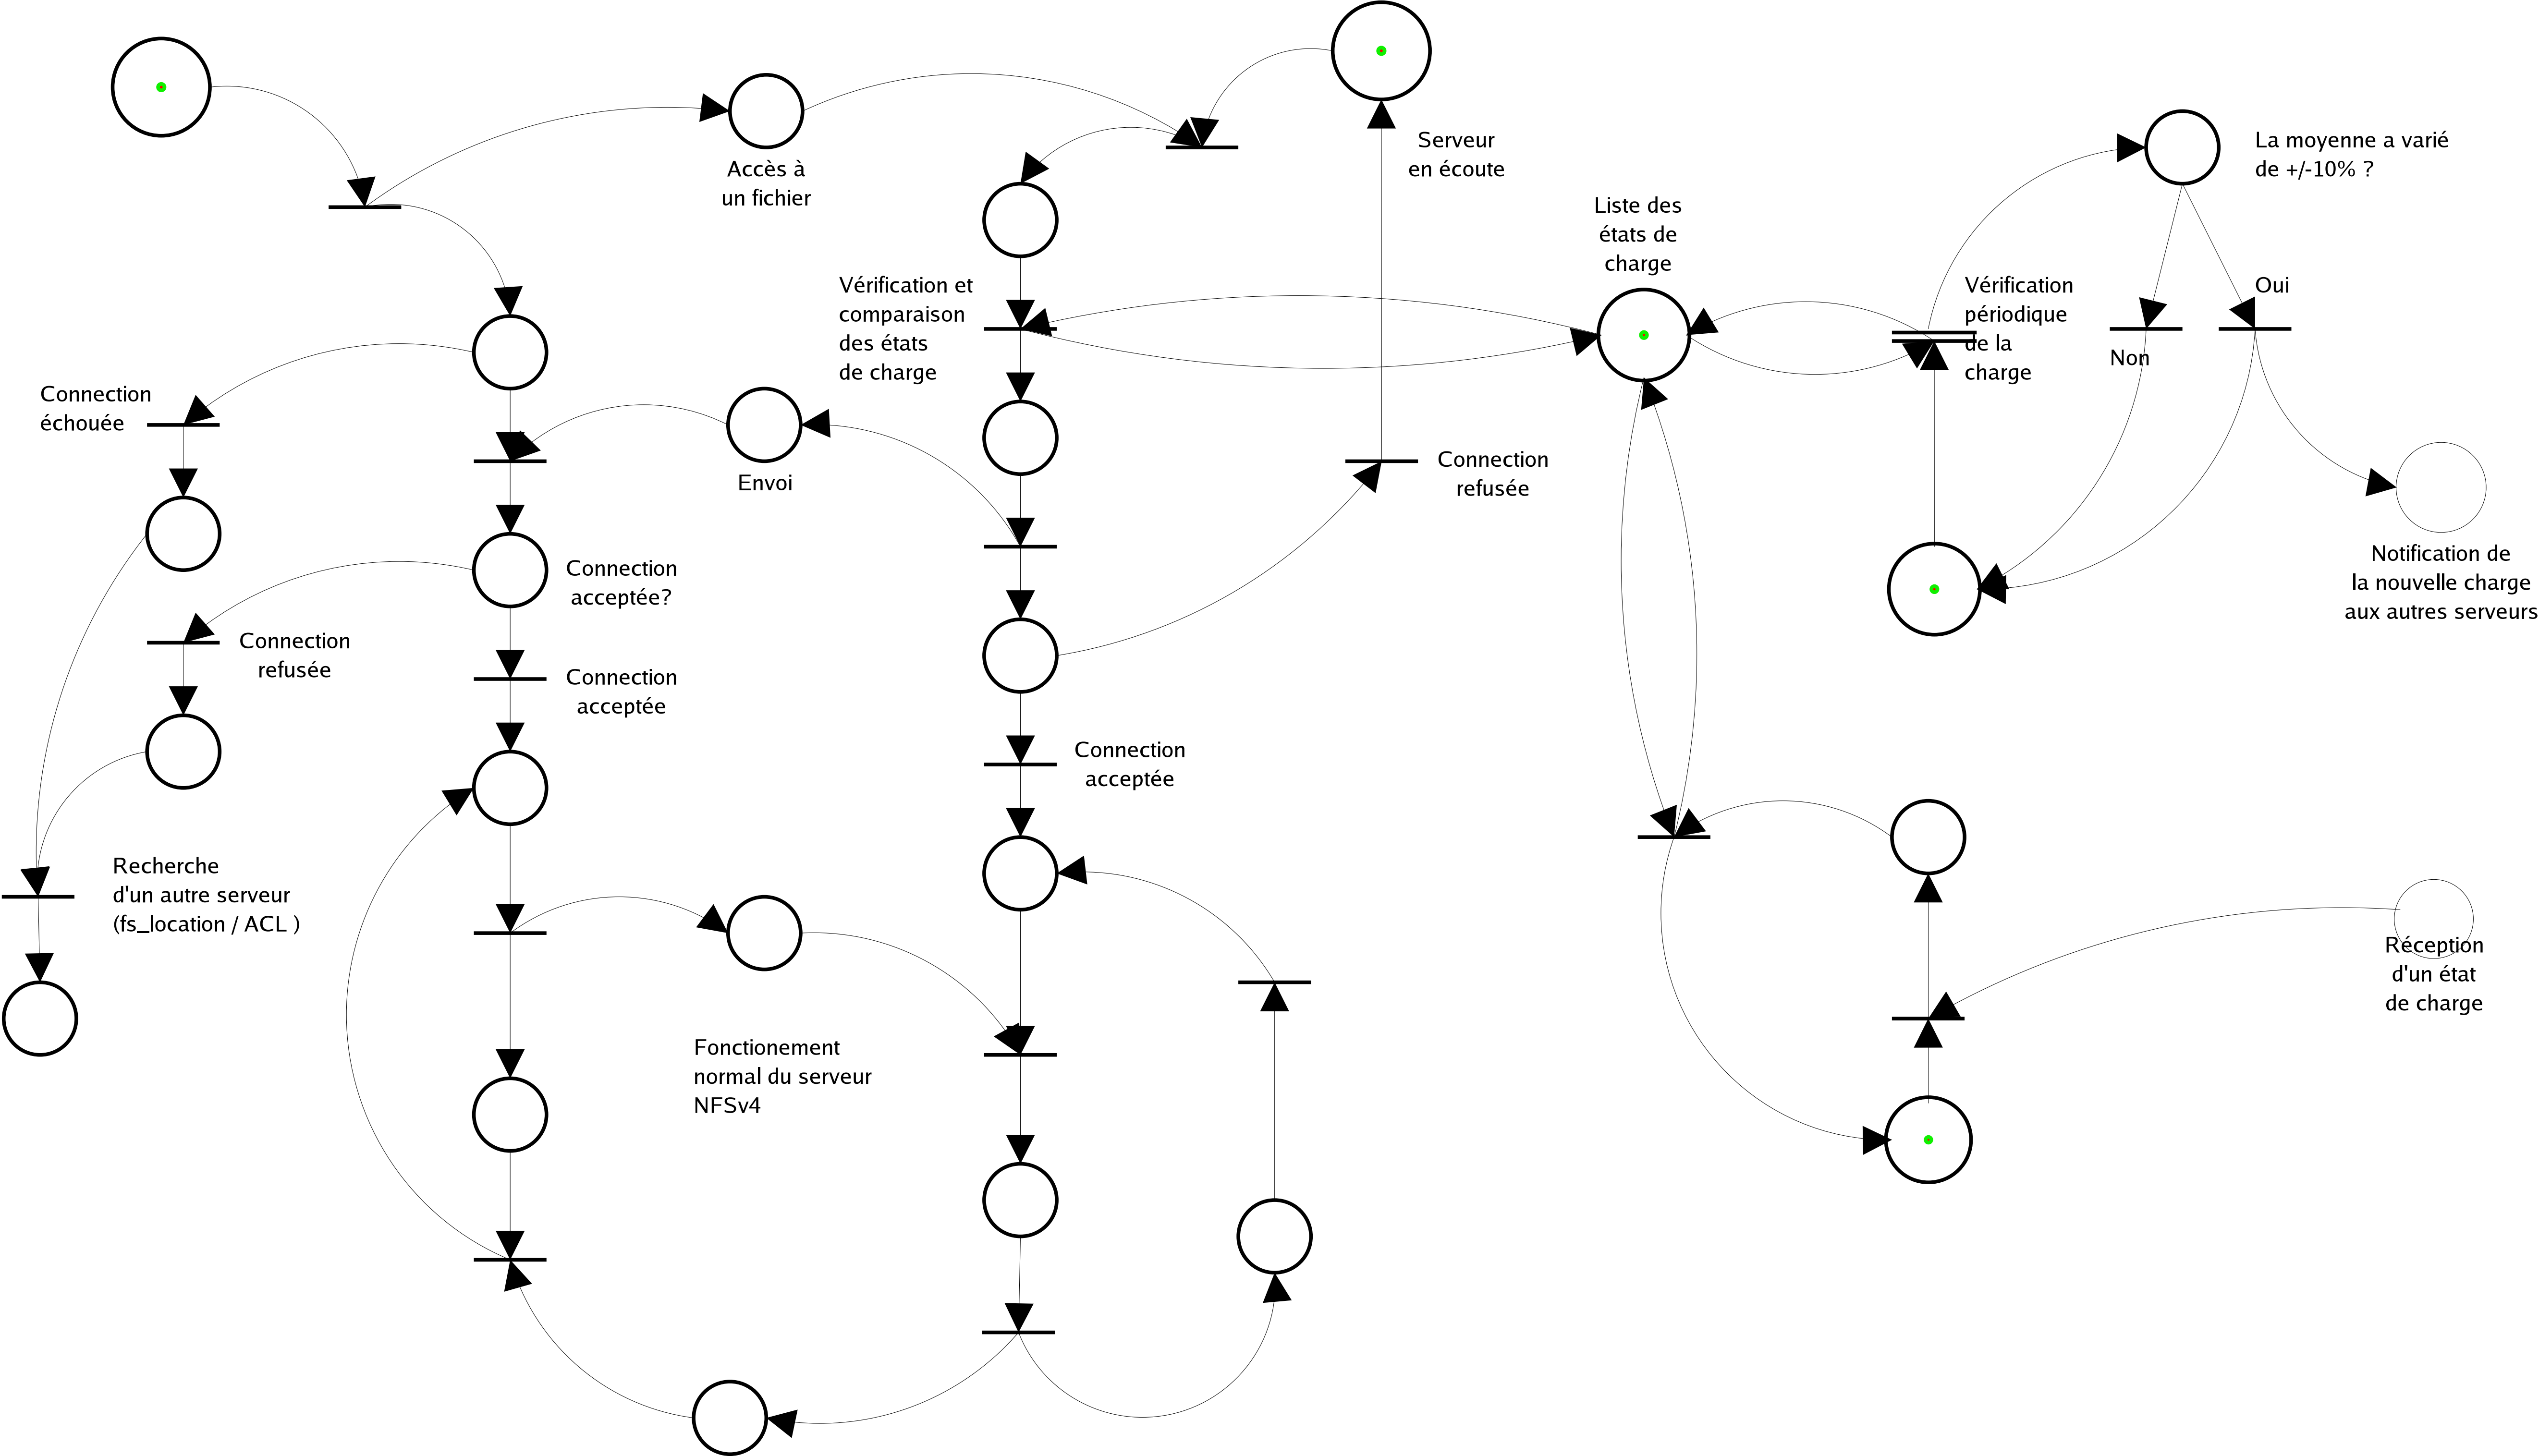 Accès à
un fichier
Serveur
en écoute
La moyenne a varié
de +/-10% ?
Liste des
états de
charge
Vérification et
comparaison
des états
de charge
Vérification
périodique
de la
charge
Oui
Non
Connection
échouée
Envoi
Connection
refusée
Notification de
la nouvelle charge
aux autres serveurs
Connection
acceptée?
Connection
refusée
Connection
acceptée
Connection
acceptée
Recherche
d'un autre serveur
(fs_location / ACL )
Réception
d'un état
de charge
Fonctionement
normal du serveur
NFSv4